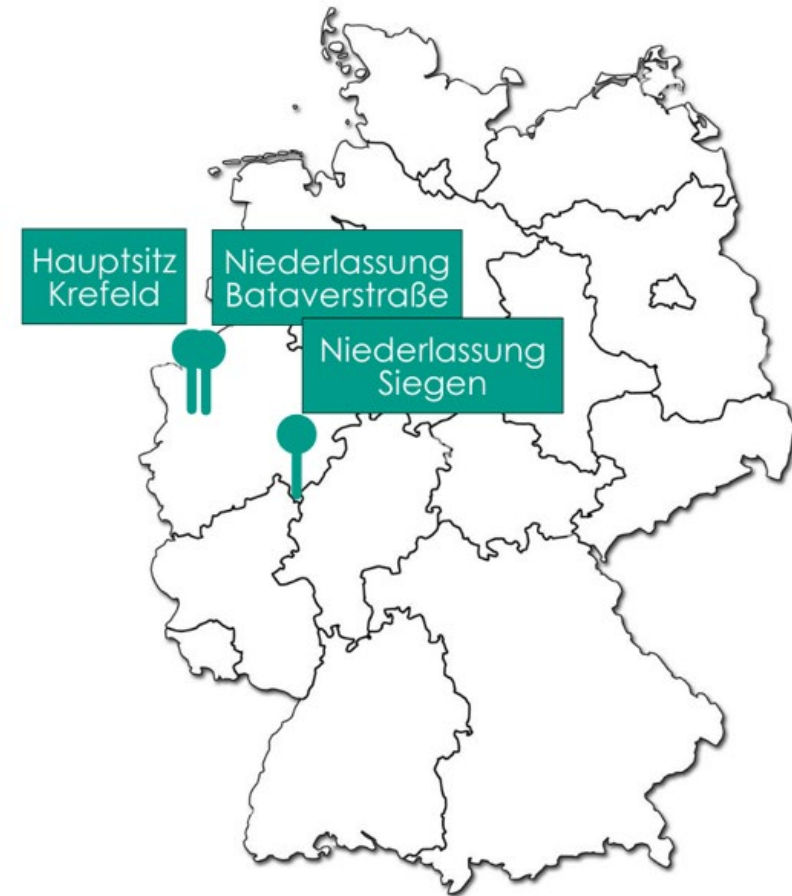 Hauptsitz
Krefeld
Niederlassung
Bataverstraße
Niederlassung
Siegen